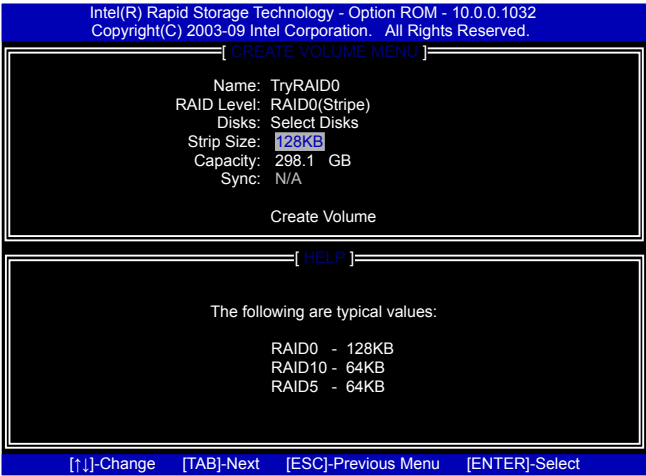 Intel(R) Rapid Storage Technology - Option ROM - 10.0.0.1032
Copyright(C) 2003-09 Intel Corporation.   All Rights Reserved.
[ CREATE VOLUME MENU ]
Name: TryRAID0
RAID Level: RAID0(Stripe)
Disks: Select Disks
Strip Size: 128KB
Capacity: 298.1 GB
Sync: N/A
Create Volume
[ HELP ]
The following are typical values:
RAID0 - 128KB
RAID10 - 64KB
RAID5 - 64KB
[↑↓]-Change [TAB]-Next [ESC]-Previous Menu [ENTER]-Select